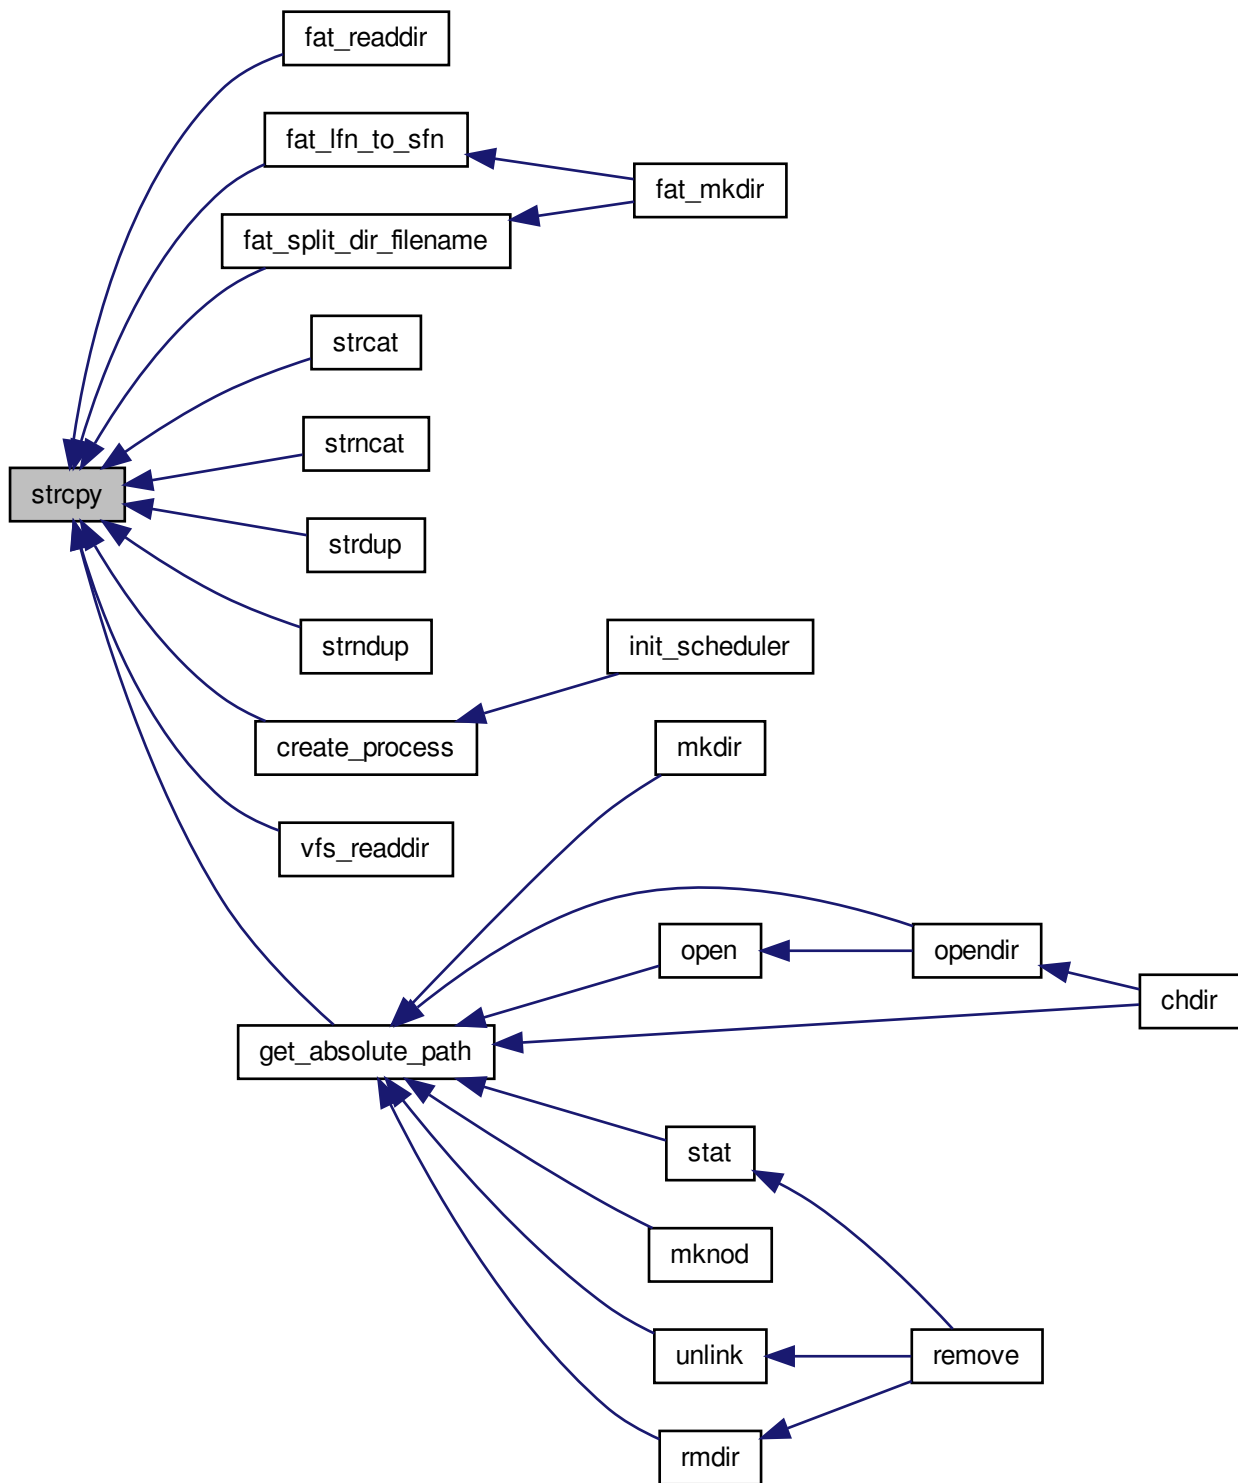 fat_readdir
fat_lfn_to_sfn
fat_mkdir
fat_split_dir_filename
strcat
strncat
strcpy
strdup
strndup
init_scheduler
create_process
mkdir
vfs_readdir
open
opendir
chdir
get_absolute_path
stat
mknod
unlink
remove
rmdir